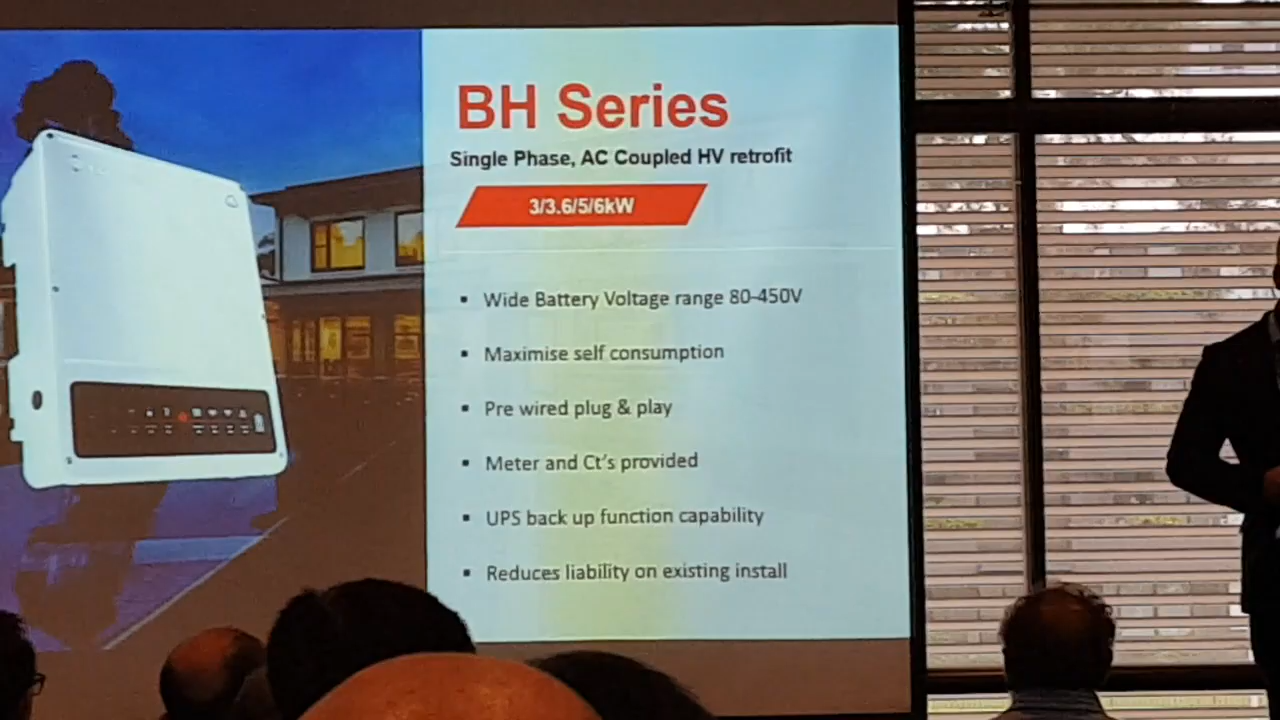 BH Series
Single Phase, AC Coupled HV retrofit
3/3.6/5/6kW
▪ Wide Battery Voltage range 80-450V
▪ Maximise self consumption
▪ Pre wired plug & play
▪ Meter and Ct's provided
▪ UPS back up function capability
▪ Reduces liability on existing install